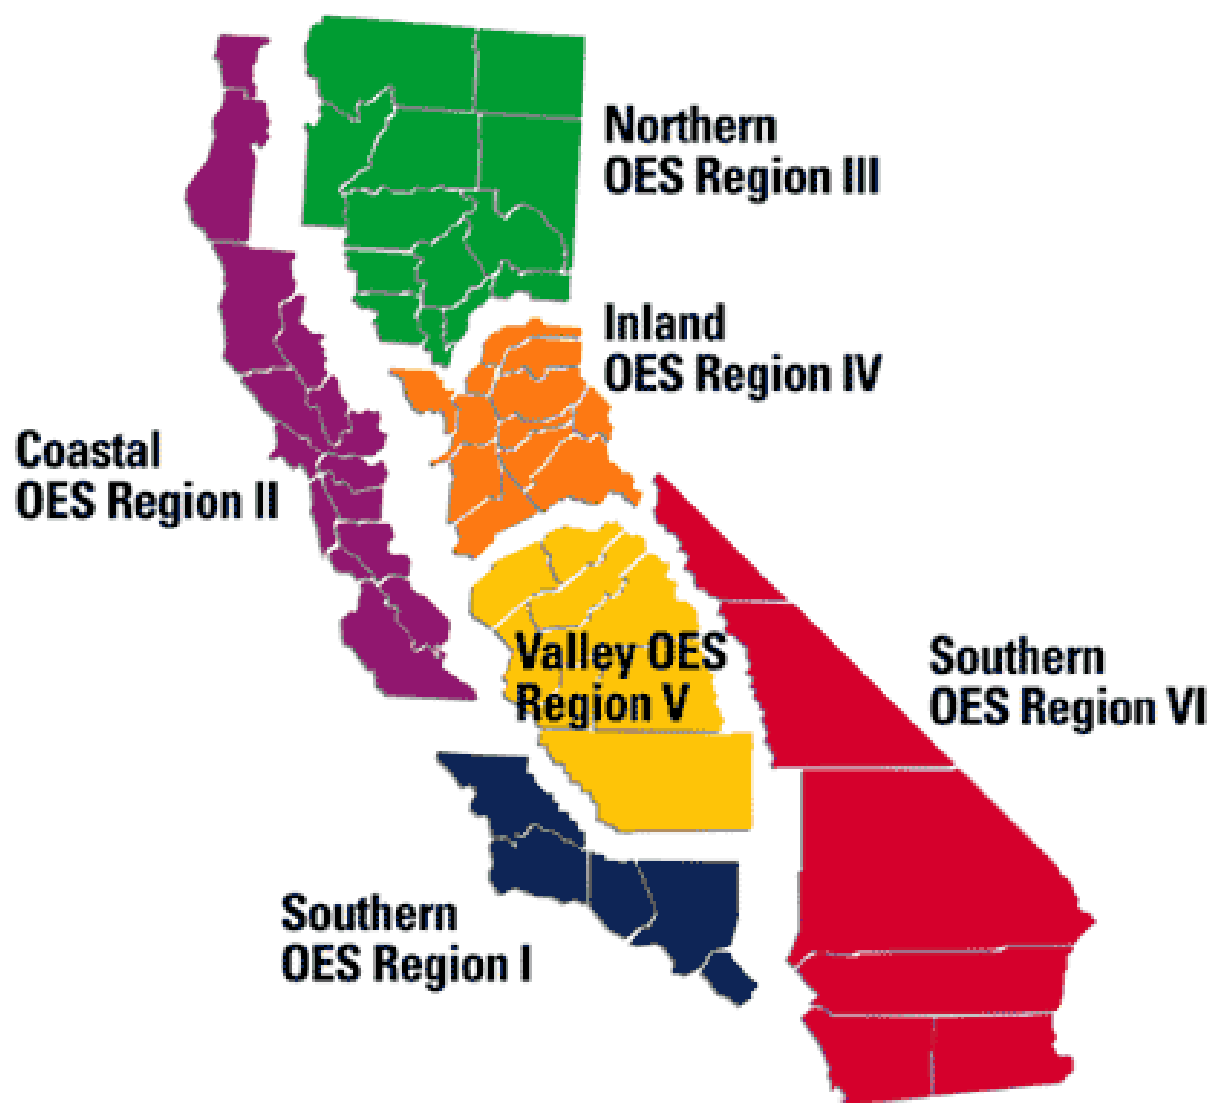 Northern
OES Region III
Inland
OES Region IV
Coastal
OES Region II
Valley OES
Region V
Southern
OES Region VI
Southern
OES Region I